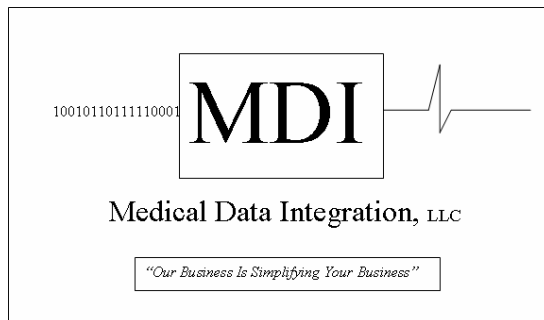 10010110111110001 MDI
Medical Data Integration, LLC
“Our Business Is Simplifying Your Business”